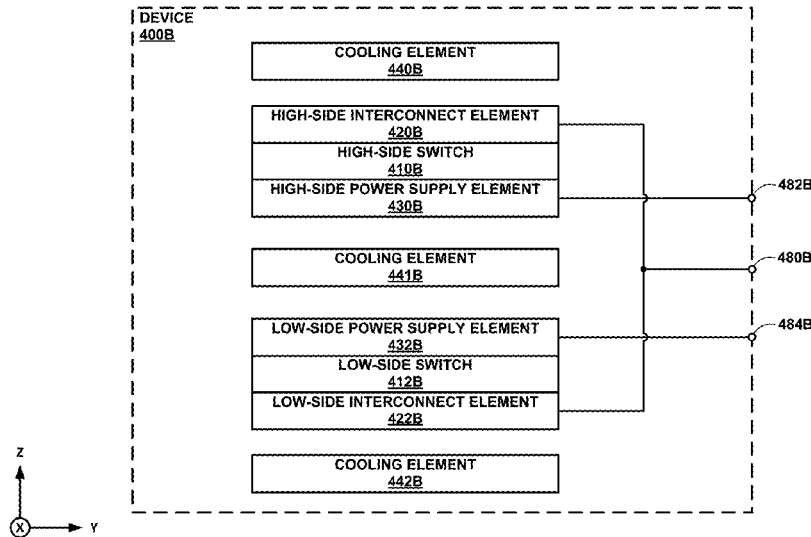 DEVICE
400B
COOLING ELEMENT
440B
HIGH-SIDE INTERCONNECT ELEMENT
420B
HIGH-SIDE SWITCH
410B
HIGH-SIDE POWER SUPPLY ELEMENT
430B
482B
COOLING ELEMENT
441B
480B
LOW-SIDE POWER SUPPLY ELEMENT
432B
484B
LOW-SIDE SWITCH
412B
LOW-SIDE INTERCONNECT ELEMENT
422B
COOLING ELEMENT
442B
Z
X
Y